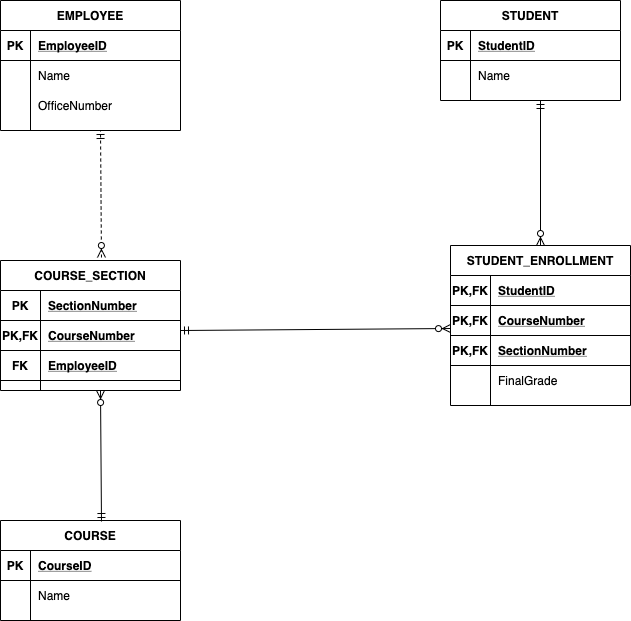 EMPLOYEE
PK EmployeeID
Name
OfficeNumber
STUDENT
PK StudentID
Name
COURSE_SECTION
PK SectionNumber
PK,FK CourseNumber
FK EmployeeID
STUDENT_ENROLLMENT
PK,FK StudentID
PK,FK CourseNumber
PK,FK SectionNumber
FinalGrade
COURSE
PK CourseID
Name